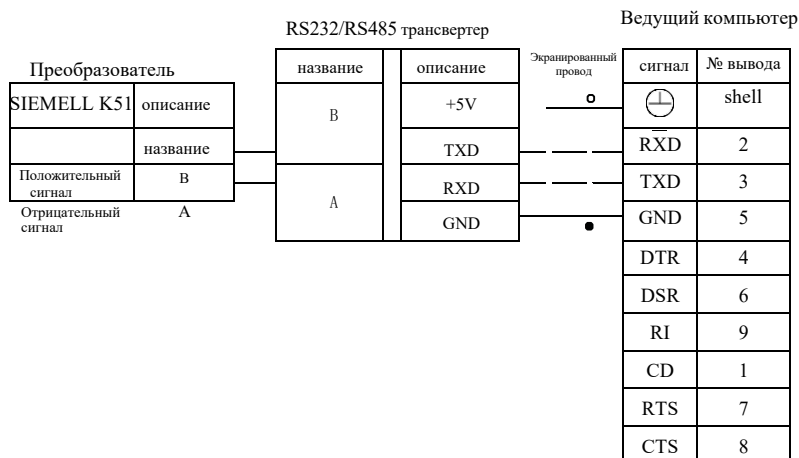 RS232/RS485 трансвертер
Ведущий компьютер
Преобразователь
SIEMELL K51 описание
название
Положительный сигнал B
Отрицательный сигнал A
название описание
B +5V
TXD
A RXD
GND
Экранированный провод
сигнал № вывода
shell
RXD 2
TXD 3
GND 5
DTR 4
DSR 6
RI 9
CD 1
RTS 7
CTS 8